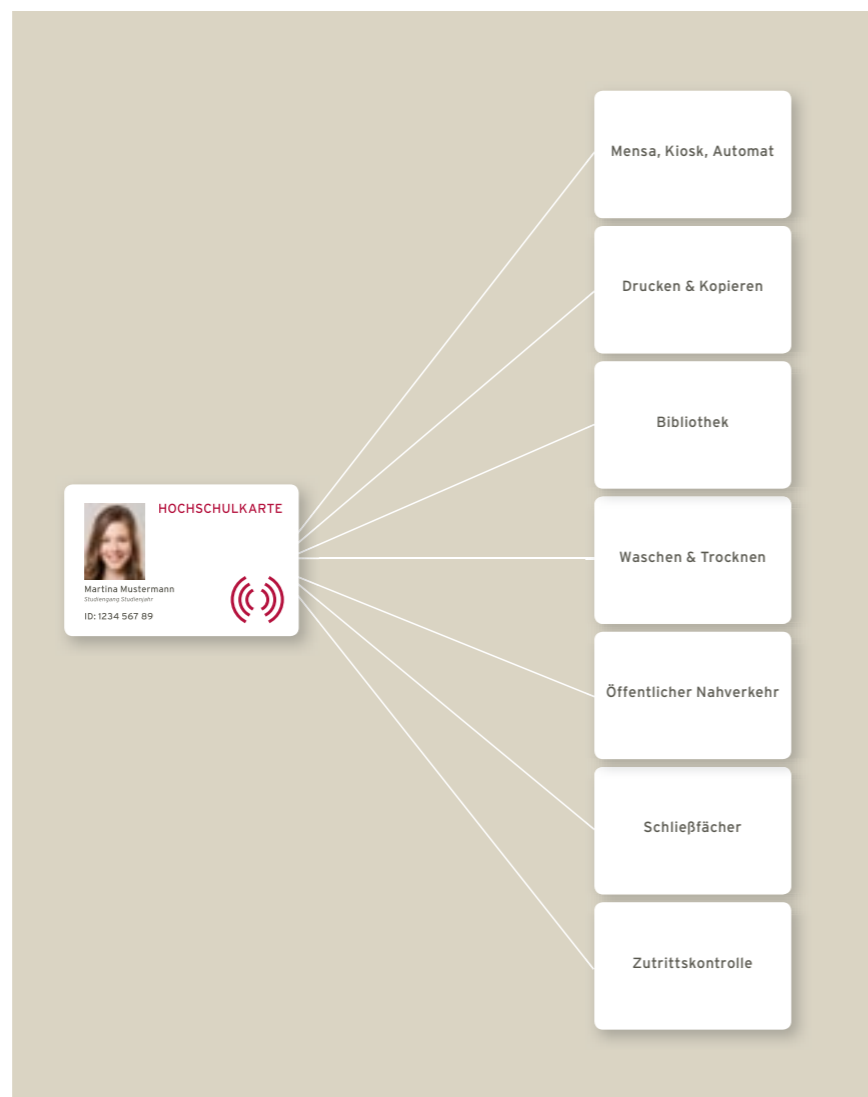 Mensa, Kiosk, Automat
Drucken & Kopieren
Bibliothek
HOCHSCHULKARTE
Martina Mustermann
Studiengang Studienjahr
ID: 1234 567 89
Waschen & Trocknen
Öffentlicher Nahverkehr
Schließfächer
Zutrittskontrolle